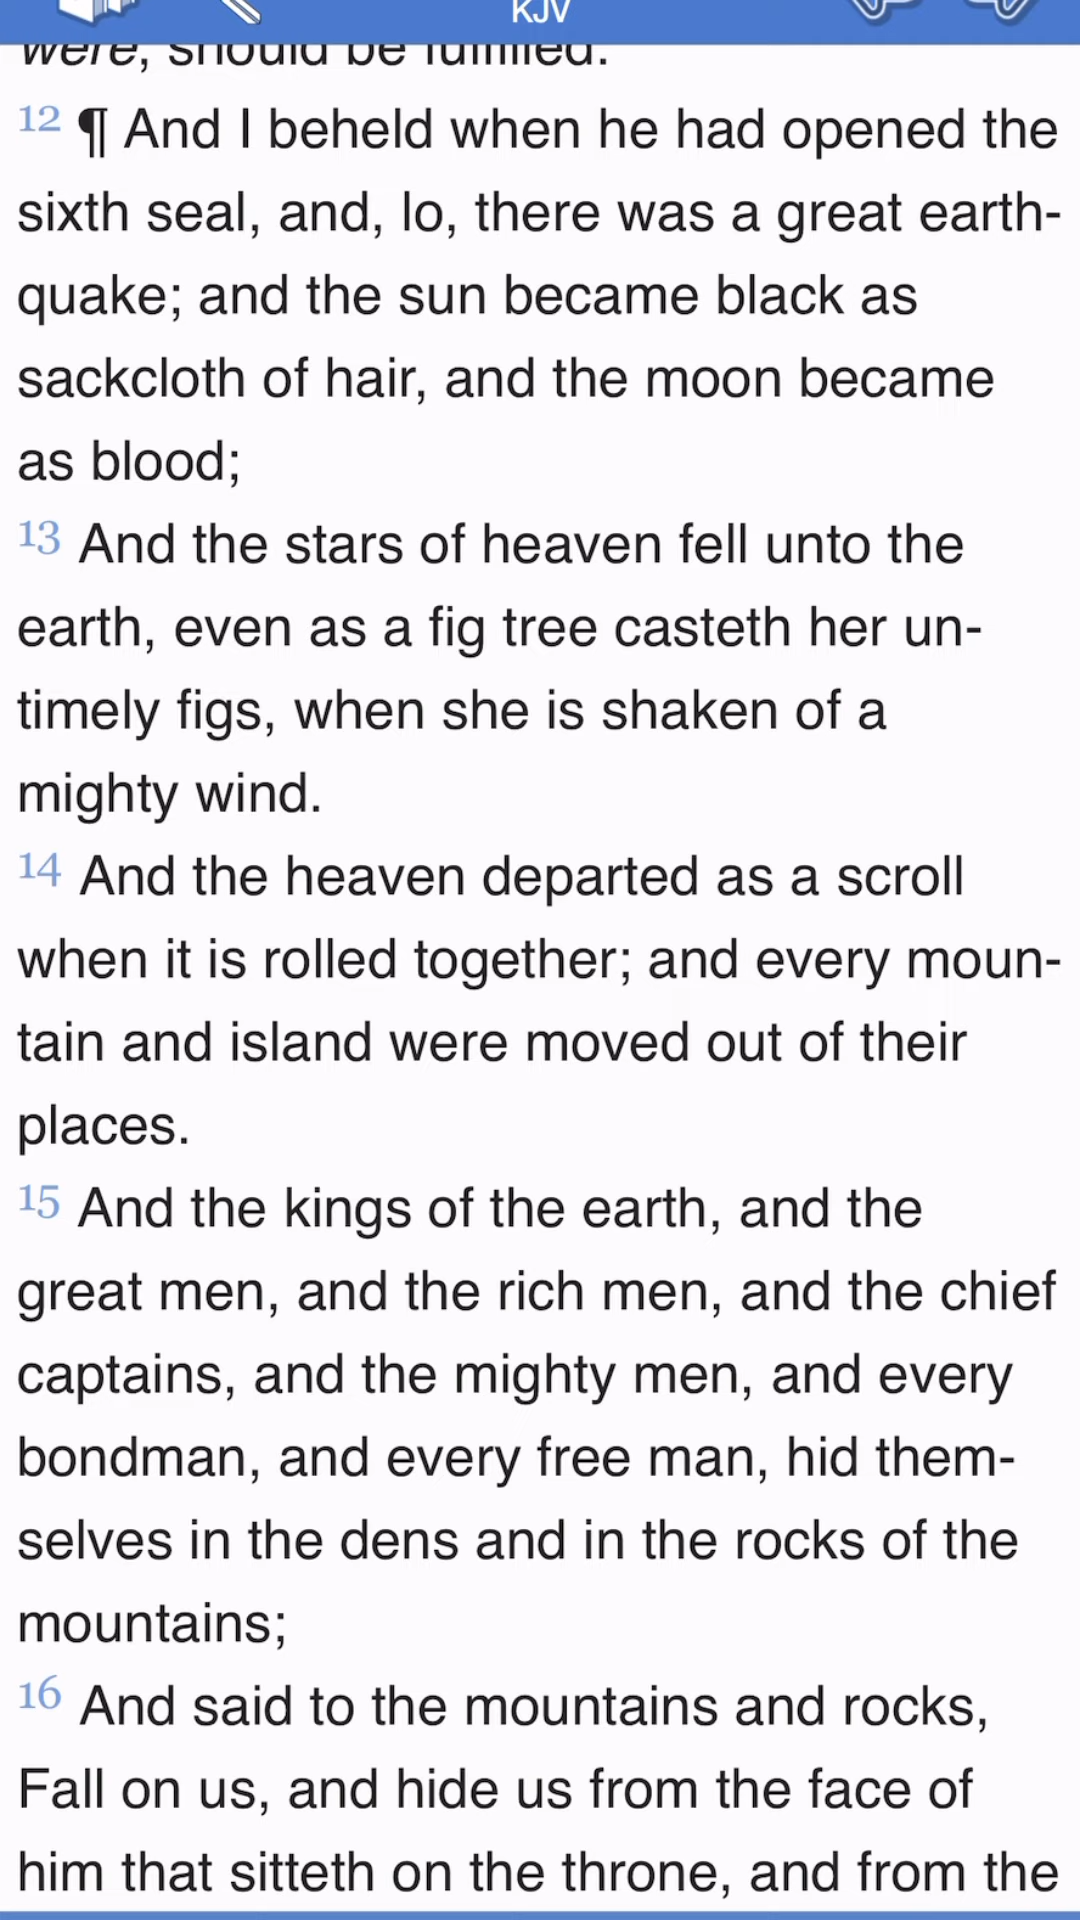 KJV
were, should be fulfilled.
12 ¶ And I beheld when he had opened the
sixth seal, and, lo, there was a great earth-
quake; and the sun became black as
sackcloth of hair, and the moon became
as blood;
13 And the stars of heaven fell unto the
earth, even as a fig tree casteth her un-
timely figs, when she is shaken of a
mighty wind.
14 And the heaven departed as a scroll
when it is rolled together; and every moun-
tain and island were moved out of their
places.
15 And the kings of the earth, and the
great men, and the rich men, and the chief
captains, and the mighty men, and every
bondman, and every free man, hid them-
selves in the dens and in the rocks of the
mountains;
16 And said to the mountains and rocks,
Fall on us, and hide us from the face of
him that sitteth on the throne, and from the